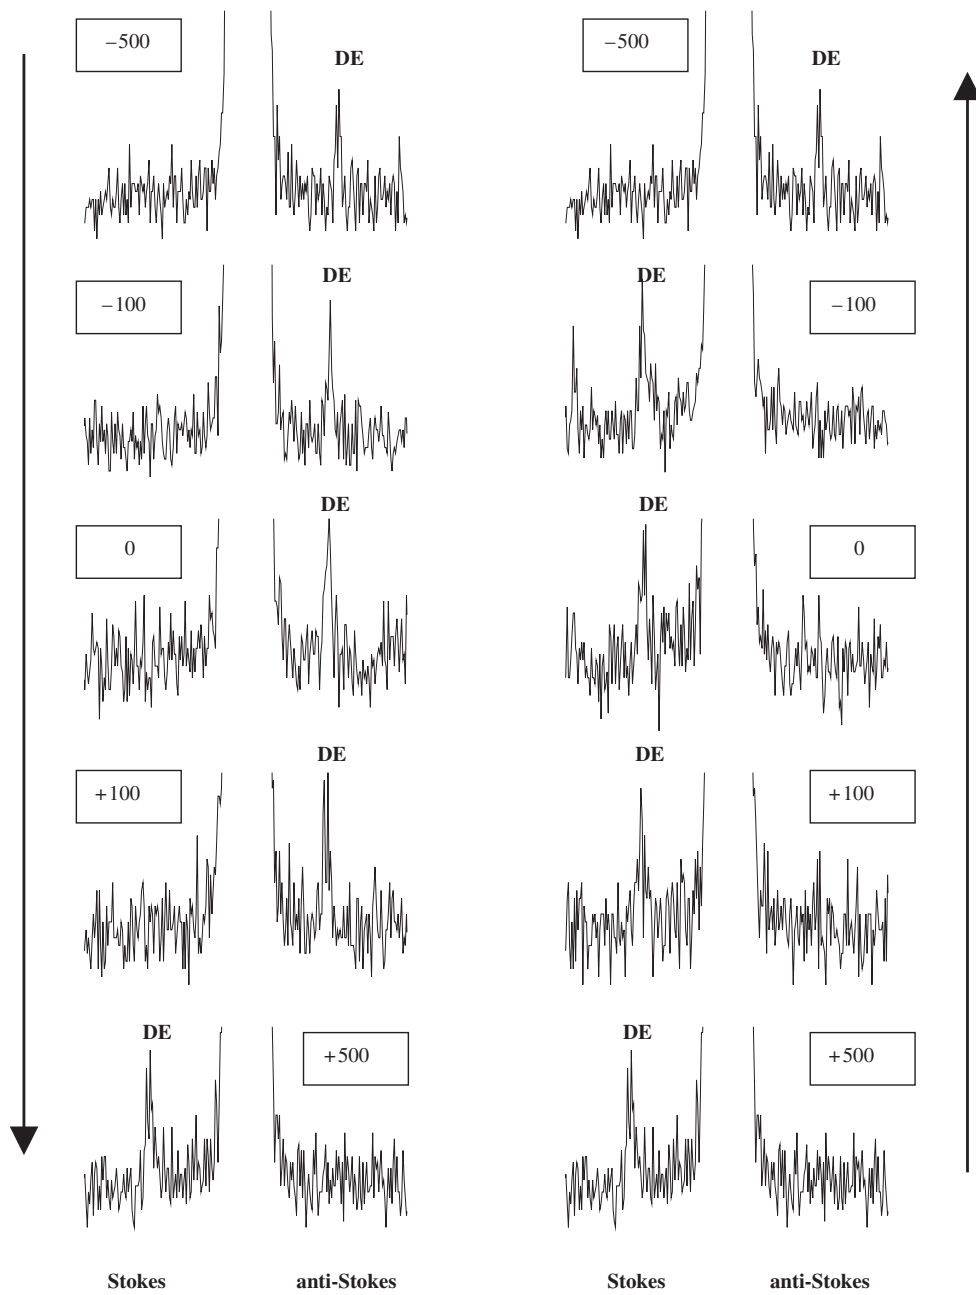 −500
DE
−500
DE
−100
DE
DE
−100
0
DE
DE
0
+100
DE
DE
+100
DE
+500
DE
+500
Stokes
anti-Stokes
Stokes
anti-Stokes